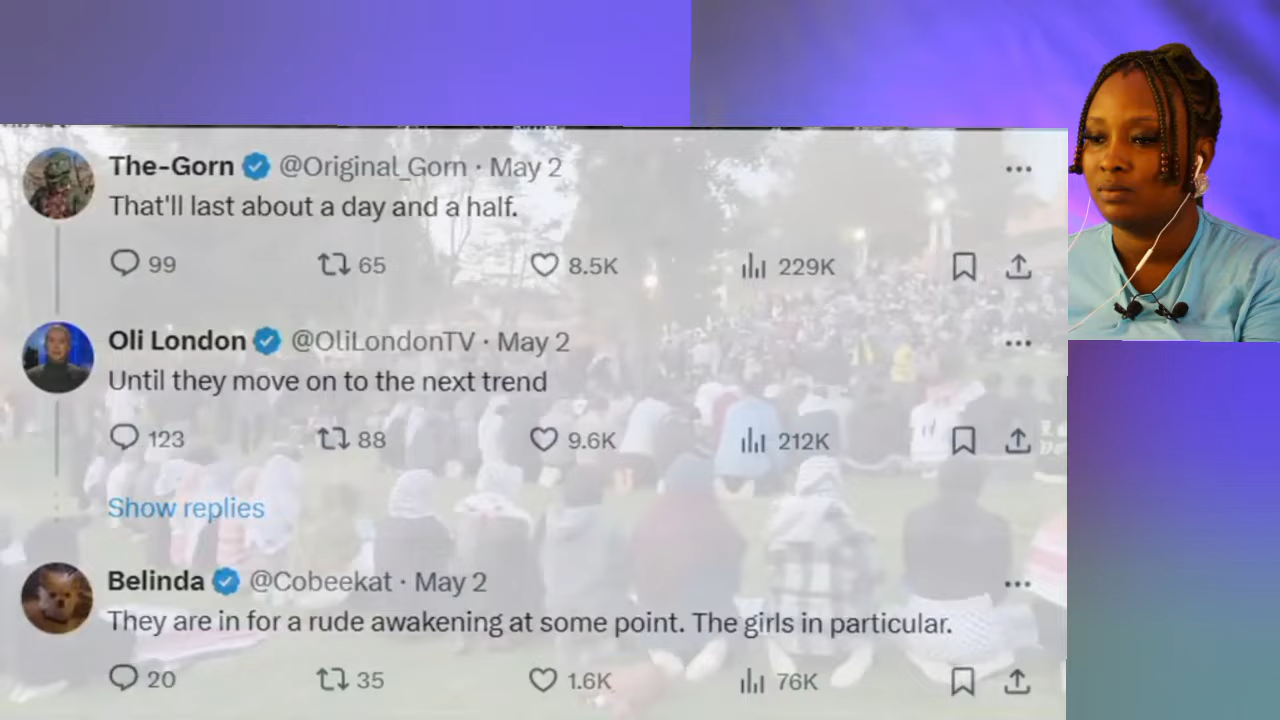 The-Gorn @Original_Gorn · May 2
That'll last about a day and a half.
99 65 8.5K 229K
Oli London @OliLondonTV · May 2
Until they move on to the next trend
123 88 9.6K 212K
Show replies
Belinda @Cobeekat · May 2
They are in for a rude awakening at some point. The girls in particular.
20 35 1.6K 76K